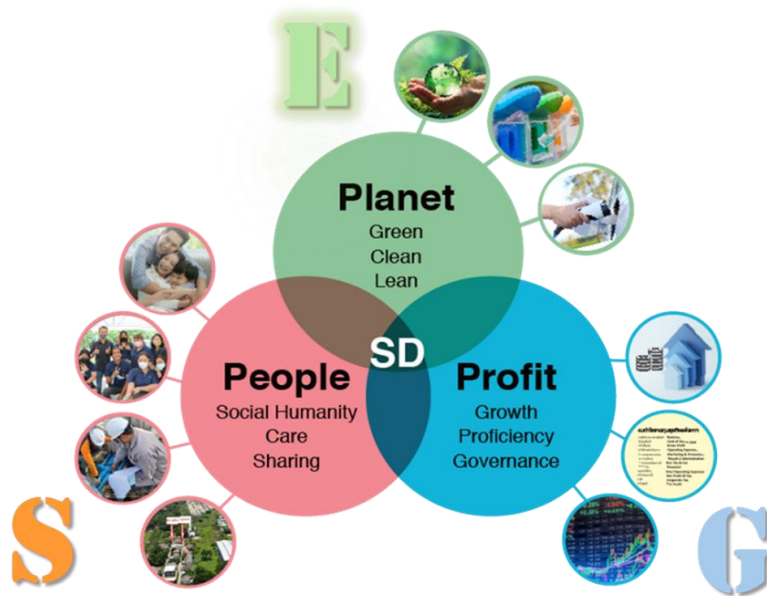 E
Planet
Green
Clean
Lean
SD
People
Social Humanity
Care
Sharing
Profit
Growth
Proficiency
Governance
S
G